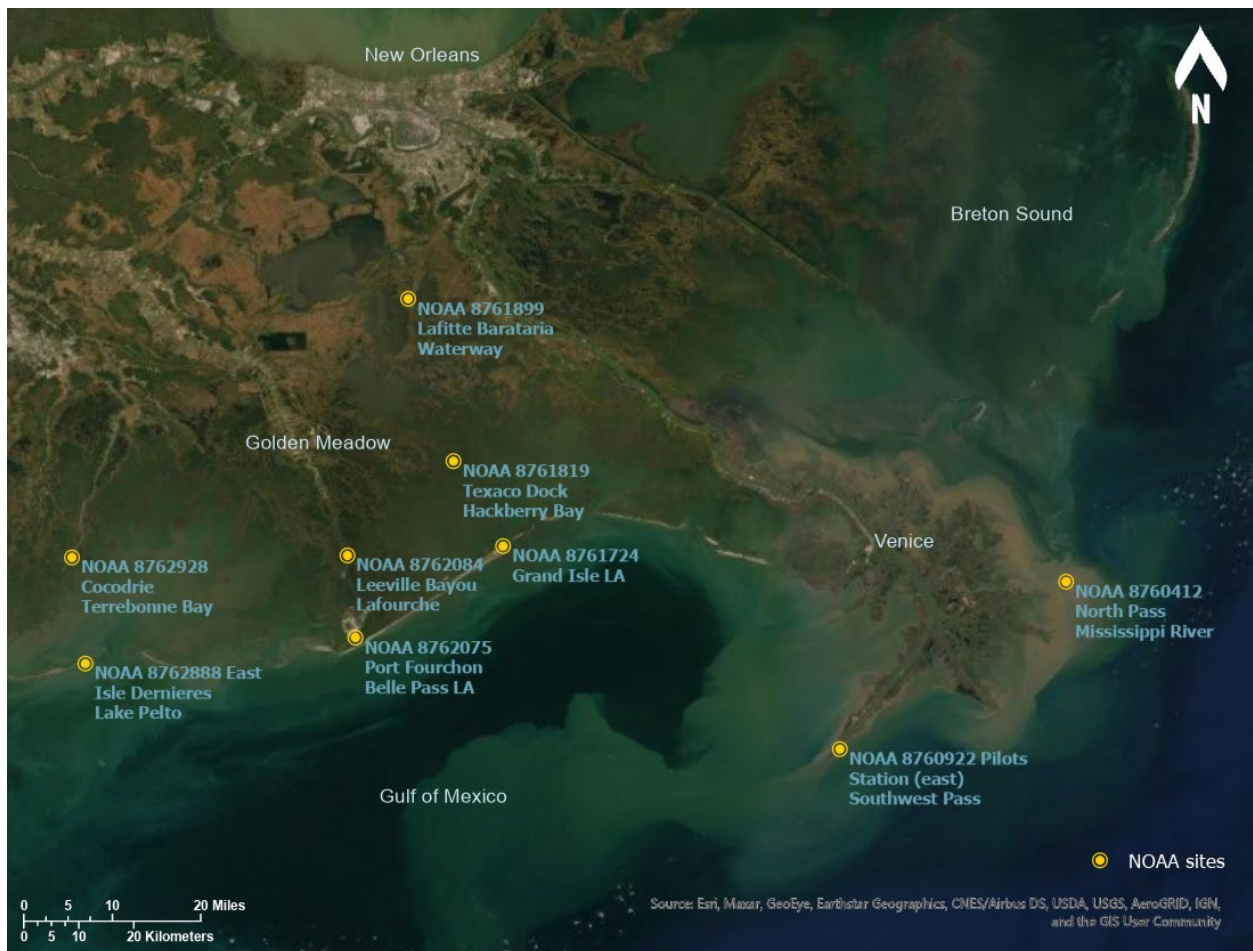 New Orleans
N
Breton Sound
NOAA 8761899
Lafitte Barataria
Waterway
Golden Meadow
NOAA 8761819
Texaco Dock
Hackberry Bay
NOAA 8762928
Cocodrie
Terrebonne Bay
NOAA 8762084
Leeville Bayou
Lafourche
NOAA 8761724
Grand Isle LA
Venice
NOAA 8760412
North Pass
Mississippi River
NOAA 8762075
Port Fourchon
Belle Pass LA
NOAA 8762888 East
Isle Dernieres
Lake Pelto
NOAA 8760922 Pilots
Station (east)
Southwest Pass
Gulf of Mexico
NOAA sites
0 5 10 20 Miles
0 5 10 20 Kilometers
Source: Esri, Maxar, GeoEye, Earthstar Geographics, CNES/Airbus DS, USDA, USGS, AeroGRID, IGN,
and the GIS User Community